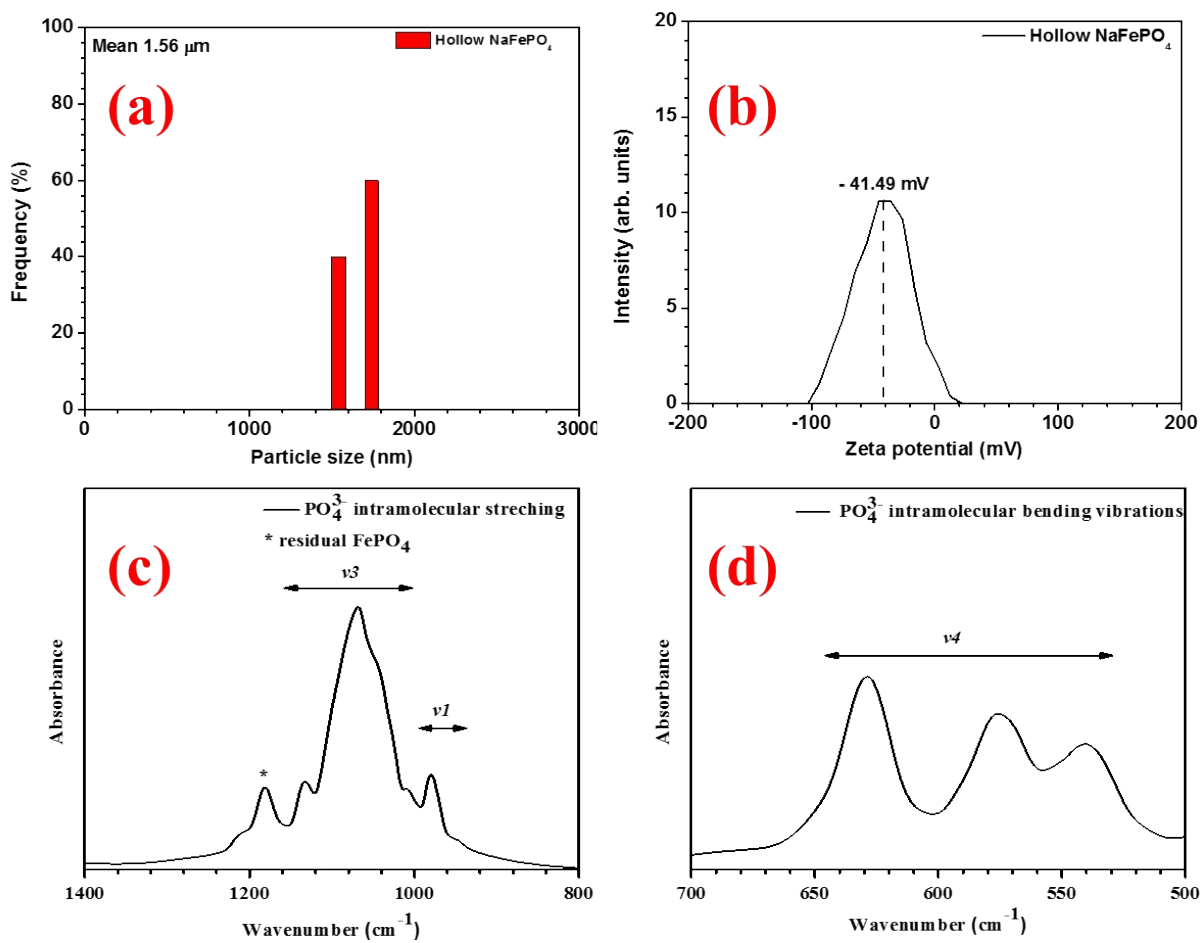 Mean 1.56 μm
Hollow NaFePO₄
(a)
Frequency (%)
100
80
60
40
20
0
0 1000 2000 3000
Particle size (nm)
Hollow NaFePO₄
(b)
- 41.49 mV
Intensity (arb. units)
20
15
10
5
0
-200 -100 0 100 200
Zeta potential (mV)
PO₄³⁻ intramolecular streching
* residual FePO₄
(c)
v3
v1
*
Absorbance
1400 1200 1000 800
Wavenumber (cm⁻¹)
PO₄³⁻ intramolecular bending vibrations
(d)
v4
Absorbance
700 650 600 550 500
Wavenumber (cm⁻¹)